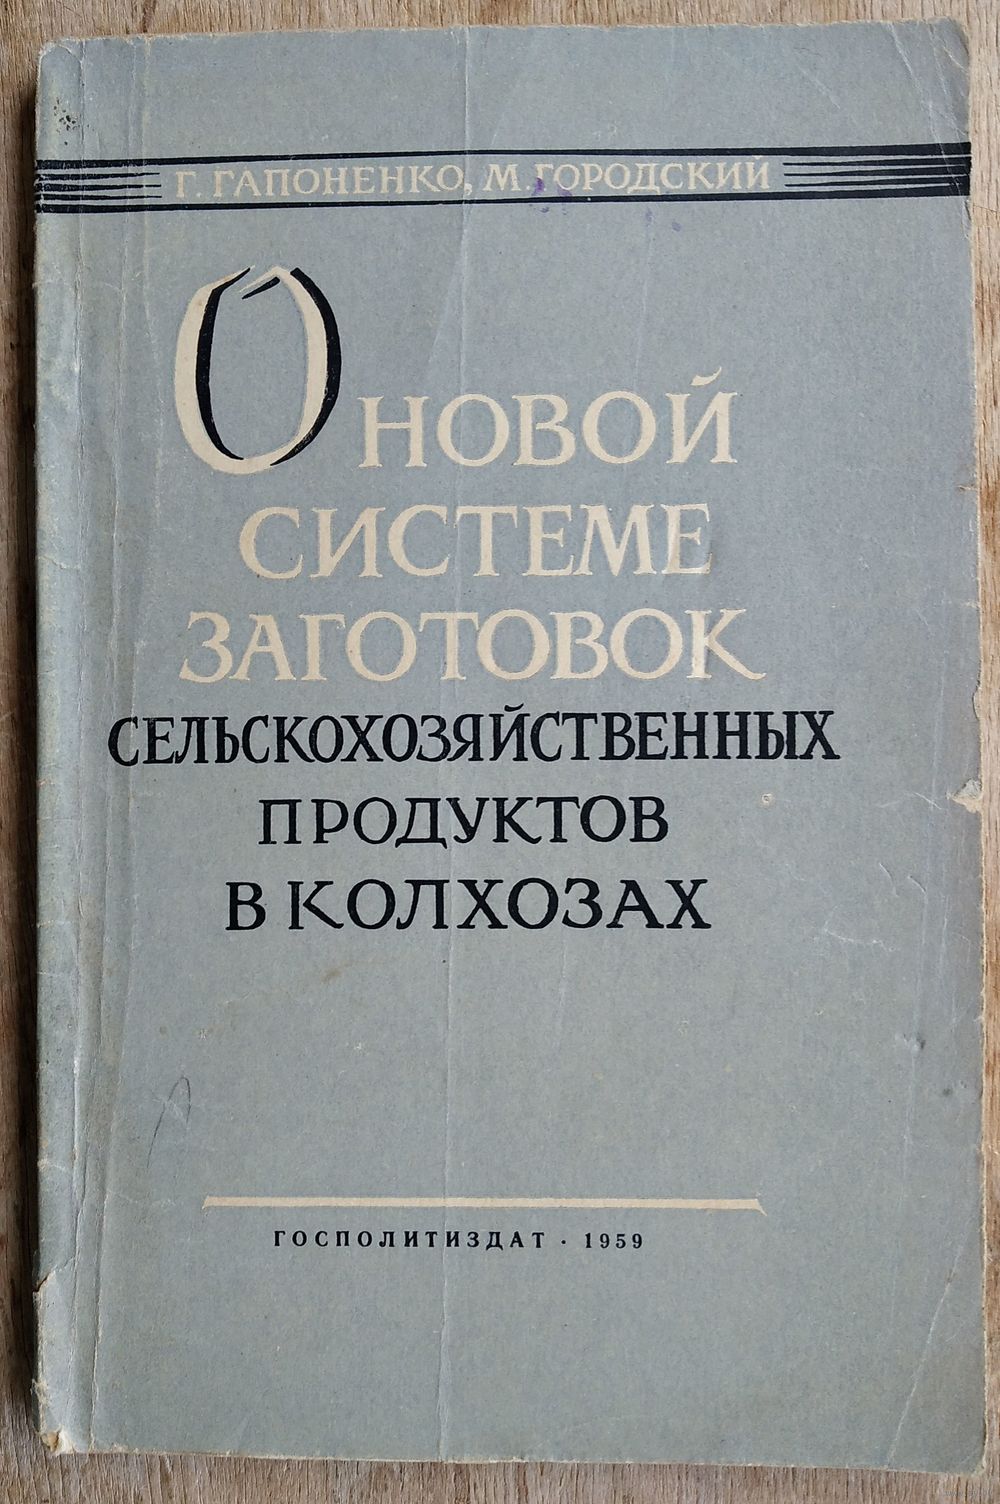 Г. ГАПОНЕНКО, М. ГОРОДСКИЙ
О НОВОЙ
СИСТЕМЕ
ЗАГОТОВОК
СЕЛЬСКОХОЗЯЙСТВЕННЫХ
ПРОДУКТОВ
В КОЛХОЗАХ
ГОСПОЛИТИЗДАТ · 1959